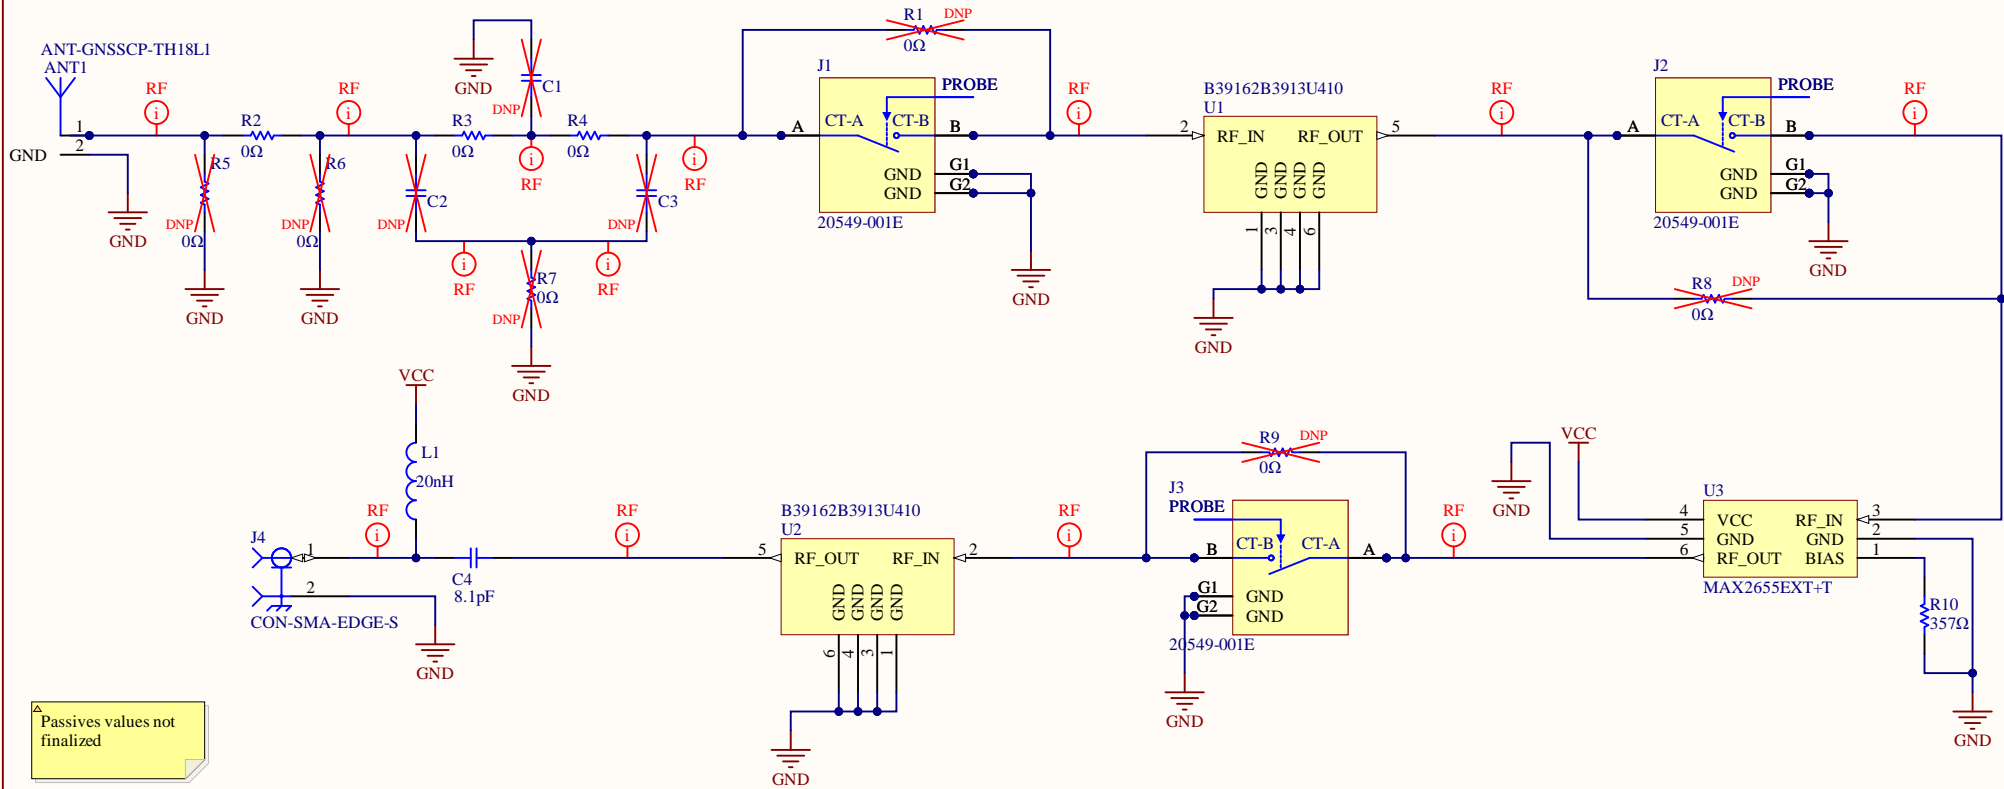 ANT-GNSSCP-TH18L1
ANT1
1
2
GND
GND
RF
R5
DNP
0Ω
GND
R2
0Ω
RF
R6
DNP
0Ω
GND
C2
DNP
R3
0Ω
GND
C1
DNP
RF
R4
0Ω
C3
DNP
RF
RF
RF
R7
0Ω
DNP
GND
R1
DNP
0Ω
J1
PROBE
A
CT-A
CT-B
B
G1
GND
G2
GND
20549-001E
GND
RF
B39162B3913U410
U1
2
RF_IN
RF_OUT
5
GND
GND
GND
GND
1
3
4
6
GND
RF
J2
PROBE
A
CT-A
CT-B
B
G1
GND
G2
GND
20549-001E
GND
RF
R8
DNP
0Ω
VCC
L1
20nH
RF
J4
1
2
CON-SMA-EDGE-S
GND
C4
8.1pF
RF
B39162B3913U410
U2
5
RF_OUT
RF_IN
2
GND
GND
GND
GND
6
4
3
1
GND
RF
R9
DNP
0Ω
J3
PROBE
B
CT-B
CT-A
A
G1
GND
G2
GND
20549-001E
GND
RF
GND
VCC
U3
4
VCC
RF_IN
3
5
GND
GND
2
6
RF_OUT
BIAS
1
MAX2655EXT+T
R10
357Ω
GND
Passives values not
finalized